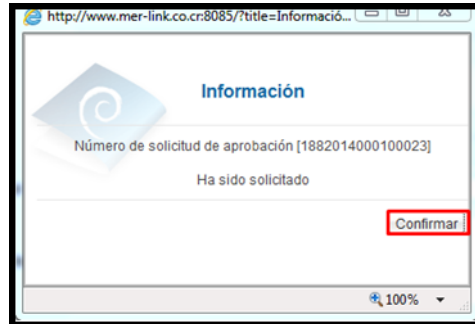 http://www.mer-link.co.cr:8085/?title=Informació...
Información
Número de solicitud de aprobación [1882014000100023]
Ha sido solicitado
Confirmar
100%